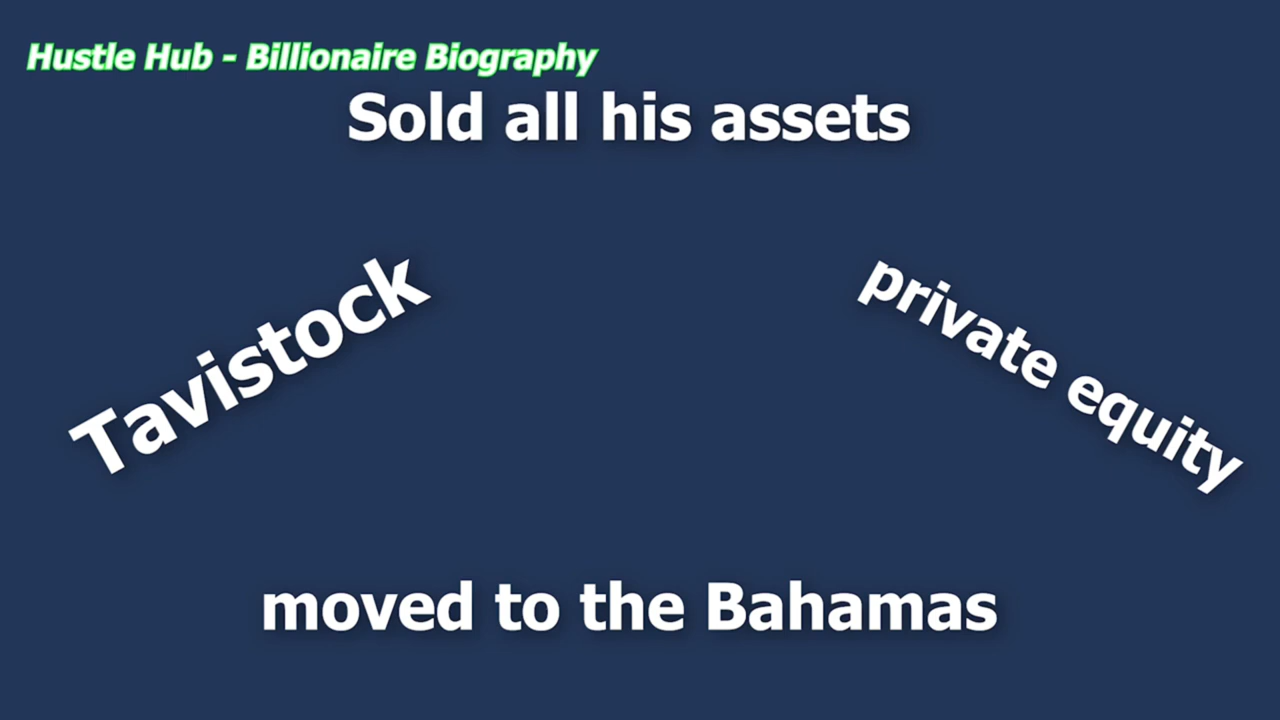 Hustle Hub - Billionaire Biography
Sold all his assets
Tavistock
private equity
moved to the Bahamas